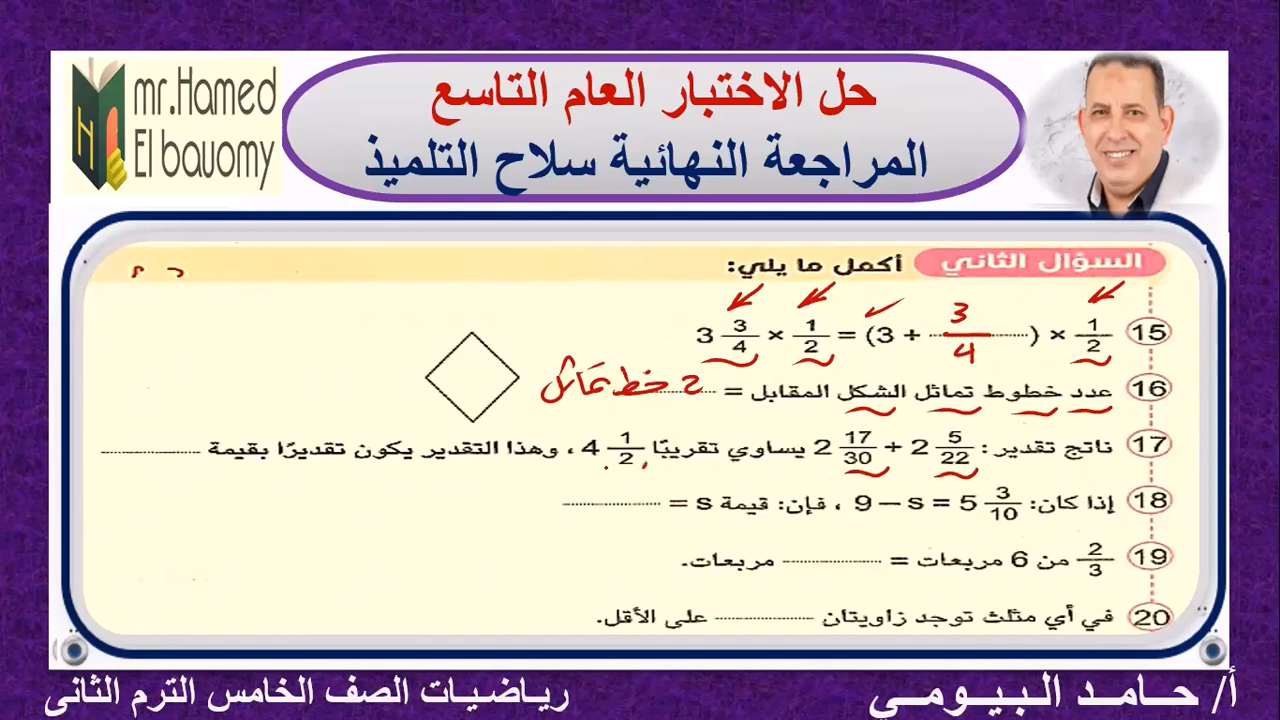 mr.Hamed
El bauomy
حل الاختبار العام التاسع
المراجعة النهائية سلاح التلميذ
السؤال الثاني أكمل ما يلي:
15 3 3/4 × 1/2 = (3 + 3/4) × 1/2
16 عدد خطوط تماثل الشكل المقابل = 2 خط تماثل
17 ناتج تقدير: 2 5/22 + 2 17/30 يساوي تقريبًا 4 1/2 ، وهذا التقدير يكون تقديرًا بقيمة ............
18 إذا كان: 9 – s = 5 3/10 ، فإن: قيمة s = ............
19 2/3 من 6 مربعات = ............ مربعات.
20 في أي مثلث توجد زاويتان ............ على الأقل.
أ/ حامد البيومي
رياضيات الصف الخامس الترم الثانى